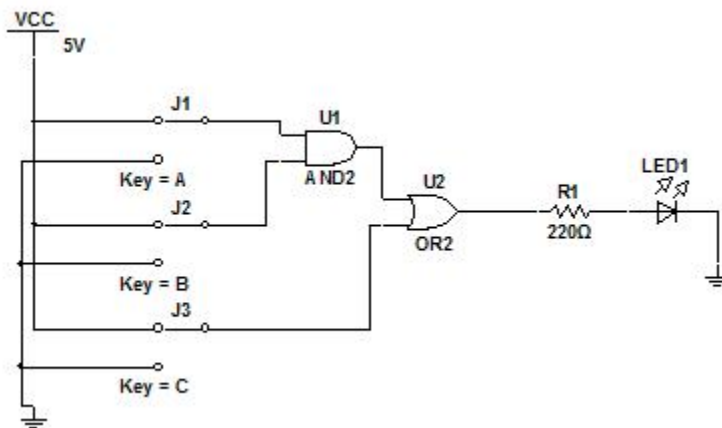 VCC
5V
J1
Key = A
U1
AND2
J2
Key = B
U2
OR2
R1
220Ω
LED1
J3
Key = C